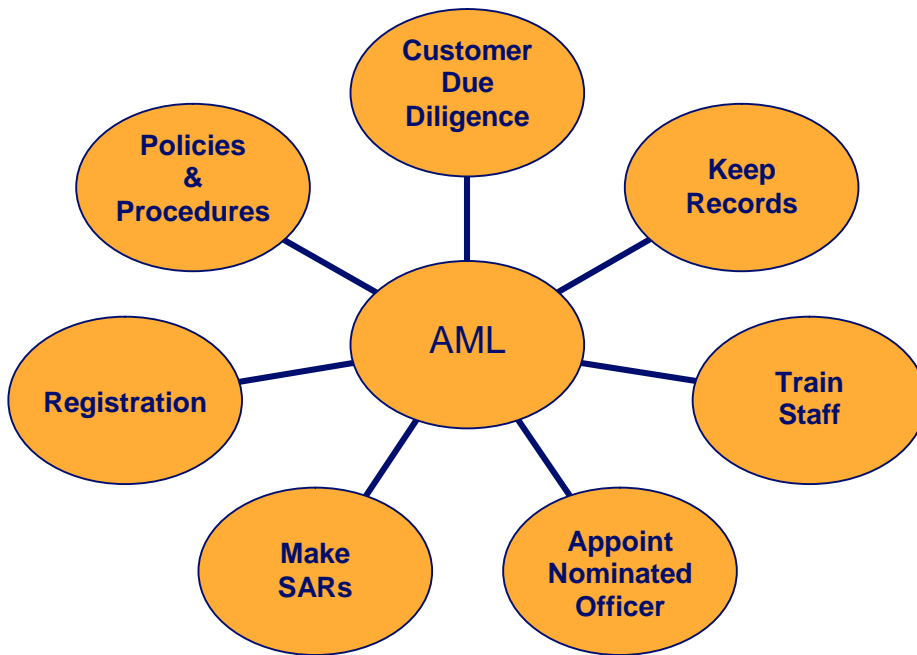 Customer
Due
Diligence
Policies
&
Procedures
Keep
Records
AML
Registration
Train
Staff
Make
SARs
Appoint
Nominated
Officer